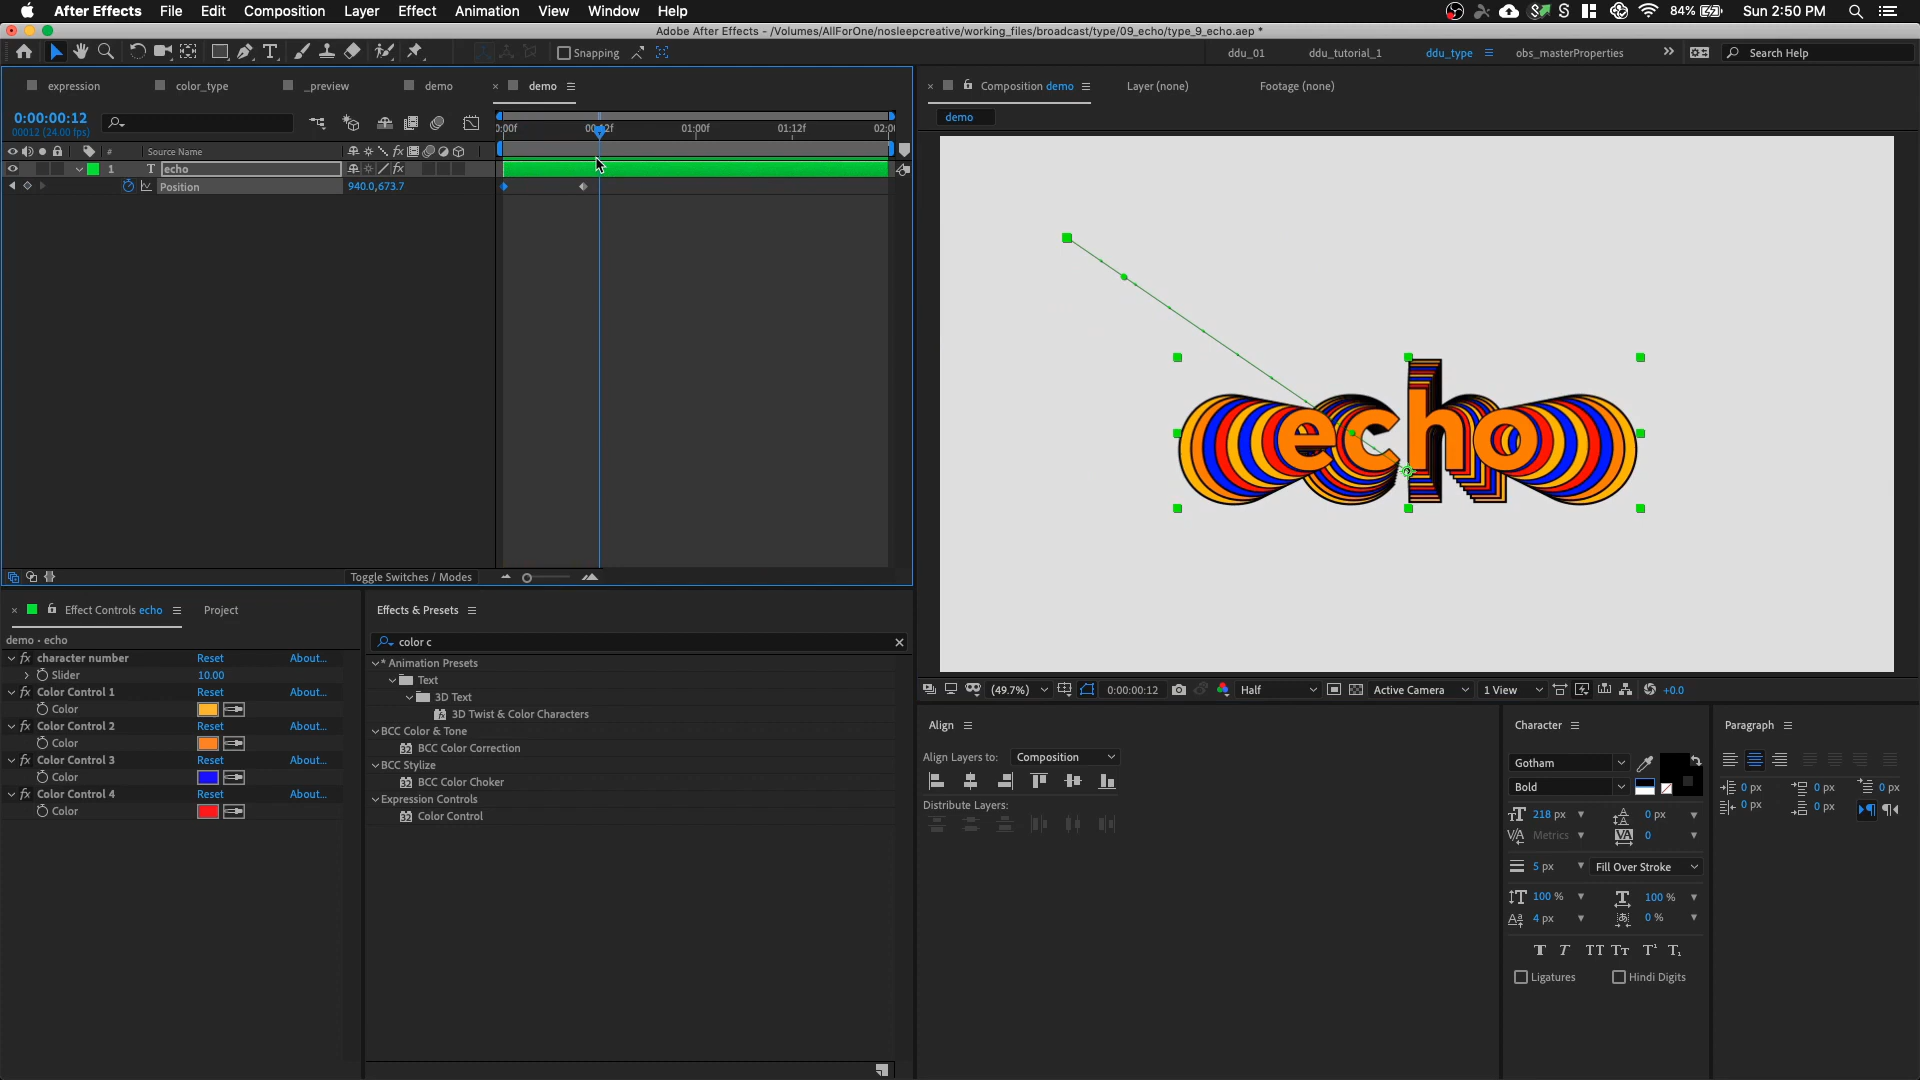 After Effects File Edit Composition Layer Effect Animation View Window Help
84% Sun 2:50 PM
Adobe After Effects - /Volumes/AllForOne/nosleepcreative/working_files/broadcast/type/09_echo/type_9_echo.aep *
Snapping
ddu_01 ddu_tutorial_1 ddu_type obs_masterProperties Search Help
expression color_type _preview demo demo
Composition demo Layer (none) Footage (none)
demo
0:00:00:12
00012 (24.00 fps)
01:00f 01:12f
# Source Name
1 T echo
Position 940.0,673.7
echo
Toggle Switches / Modes
Effect Controls echo Project
demo • echo
fx character number Reset About...
Slider 10.00
fx Color Control 1 Reset About...
Color
fx Color Control 2 Reset About...
Color
fx Color Control 3 Reset About...
Color
fx Color Control 4 Reset About...
Color
Effects & Presets
color c
* Animation Presets
Text
3D Text
3D Twist & Color Characters
BCC Color & Tone
BCC Color Correction
BCC Stylize
BCC Color Choker
Expression Controls
Color Control
(49.7%) 0:00:00:12 Half Active Camera 1 View +0.0
Align
Align Layers to: Composition
Distribute Layers:
Character
Gotham
Bold
218 px 0 px
Metrics 0
5 px Fill Over Stroke
100 % 100 %
4 px 0 %
Ligatures Hindi Digits
Paragraph
0 px 0 px 0 px
0 px 0 px